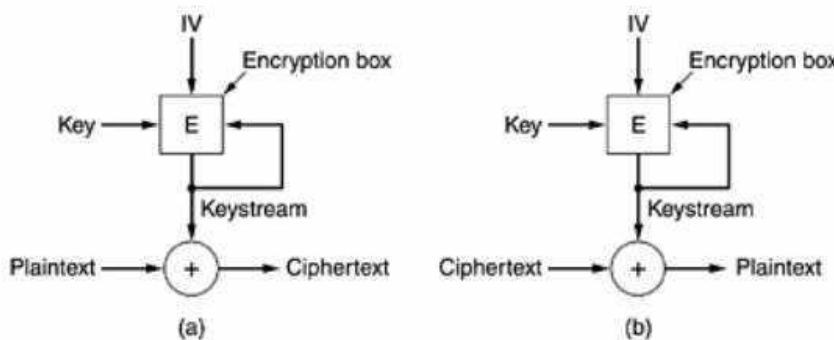 IV
Encryption box
Key
E
Keystream
Plaintext
+
Ciphertext
(a)
IV
Encryption box
Key
E
Keystream
Ciphertext
+
Plaintext
(b)